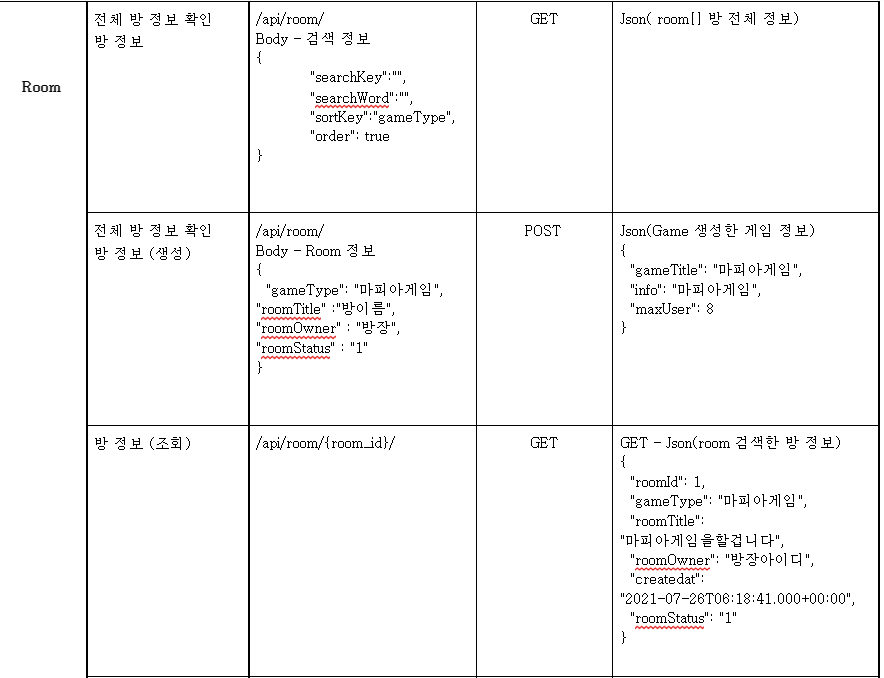 Room
전체 방 정보 확인
방 정보
/api/room/
Body - 검색 정보
{
"searchKey":"",
"searchWord":"",
"sortKey":"gameType",
"order": true
}
GET
Json( room[] 방 전체 정보)
전체 방 정보 확인
방 정보 (생성)
/api/room/
Body - Room 정보
{
"gameType": "마피아게임",
"roomTitle" :"방이름",
"roomOwner" : "방장",
"roomStatus" : "1"
}
POST
Json(Game 생성한 게임 정보)
{
"gameTitle": "마피아게임",
"info": "마피아게임",
"maxUser": 8
}
방 정보 (조회)
/api/room/{room_id}/
GET
GET - Json(room 검색한 방 정보)
{
"roomId": 1,
"gameType": "마피아게임",
"roomTitle":
"마피아게임을할겁니다",
"roomOwner": "방장아이디",
"createdat":
"2021-07-26T06:18:41.000+00:00",
"roomStatus": "1"
}